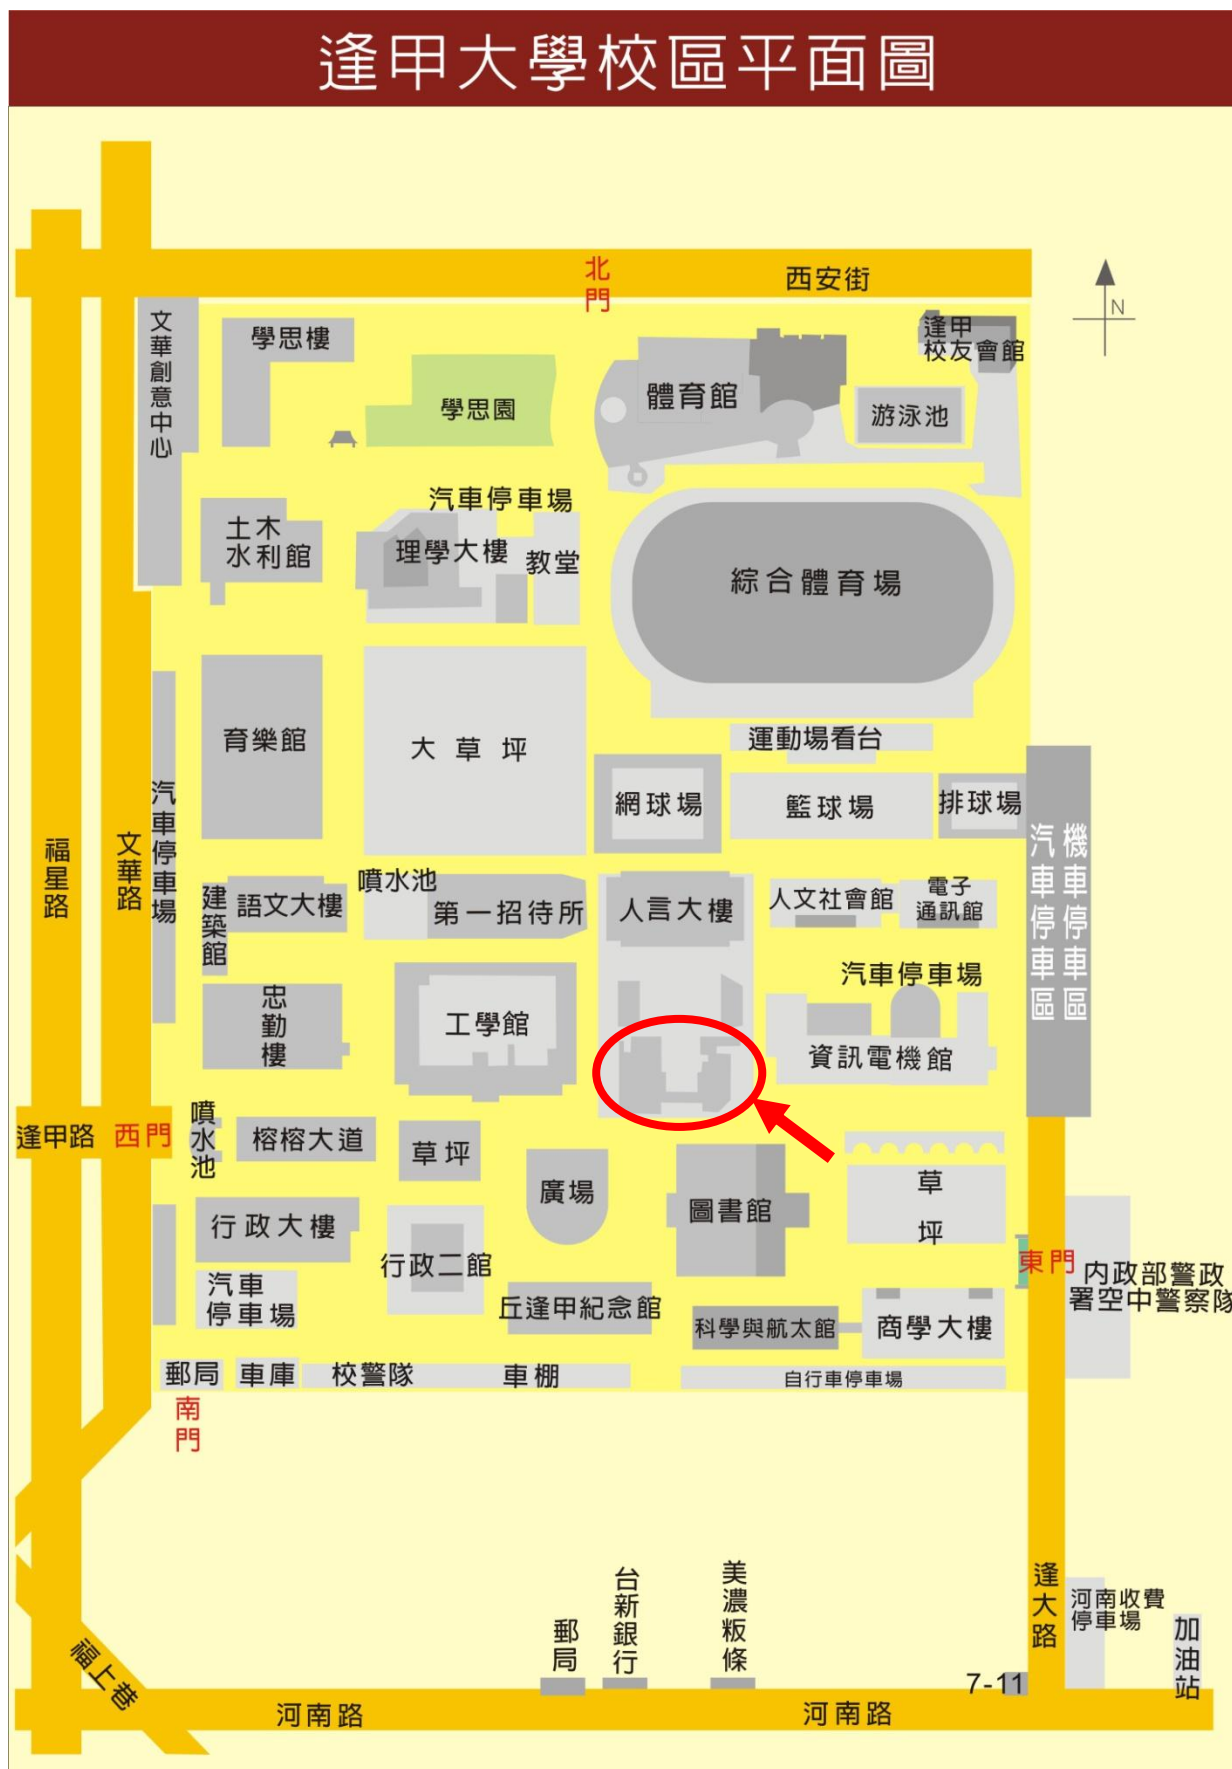 逢甲大學校區平面圖
北
門
西安街
N
文華創意中心
學思樓
學思園
體育館
逢甲
校友會館
游泳池
汽車停車場
土木
水利館
理學大樓
教堂
綜合體育場
育樂館
大草坪
運動場看台
網球場
籃球場
排球場
汽車停車場
福星路
文華路
機車停車區
汽車停車區
建築館
語文大樓
噴水池
第一招待所
人言大樓
人文社會館
電子
通訊館
忠勤樓
工學館
汽車停車場
資訊電機館
逢甲路
西門
噴水池
榕榕大道
草坪
廣場
圖書館
草
坪
行政大樓
行政二館
東門
內政部警政
署空中警察隊
汽車
停車場
丘逢甲紀念館
科學與航太館
商學大樓
郵局
車庫
校警隊
車棚
自行車停車場
南
門
福上巷
郵局
台新銀行
美濃粄條
逢大路
河南收費
停車場
加油站
7-11
河南路
河南路